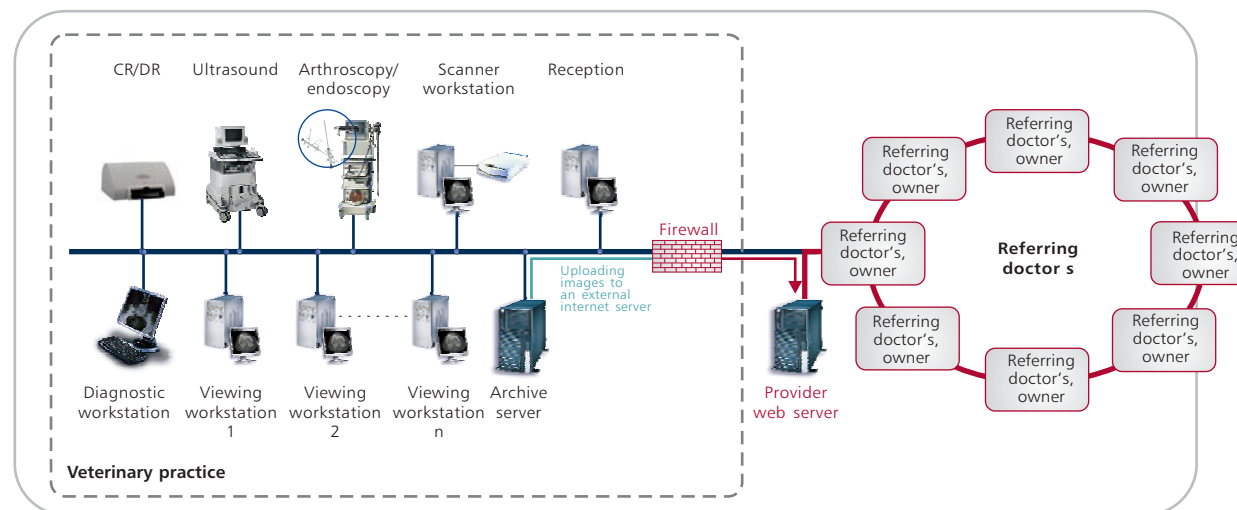 CR/DR
Ultrasound
Arthroscopy/
endoscopy
Scanner
workstation
Reception
Firewall
Uploading
images to
an external
internet server
Diagnostic
workstation
Viewing
workstation
1
Viewing
workstation
2
Viewing
workstation
n
Archive
server
Provider
web server
Veterinary practice
Referring
doctor's,
owner
Referring
doctor's,
owner
Referring
doctor's,
owner
Referring
doctor's,
owner
Referring
doctor s
Referring
doctor's,
owner
Referring
doctor's,
owner
Referring
doctor's,
owner
Referring
doctor's,
owner